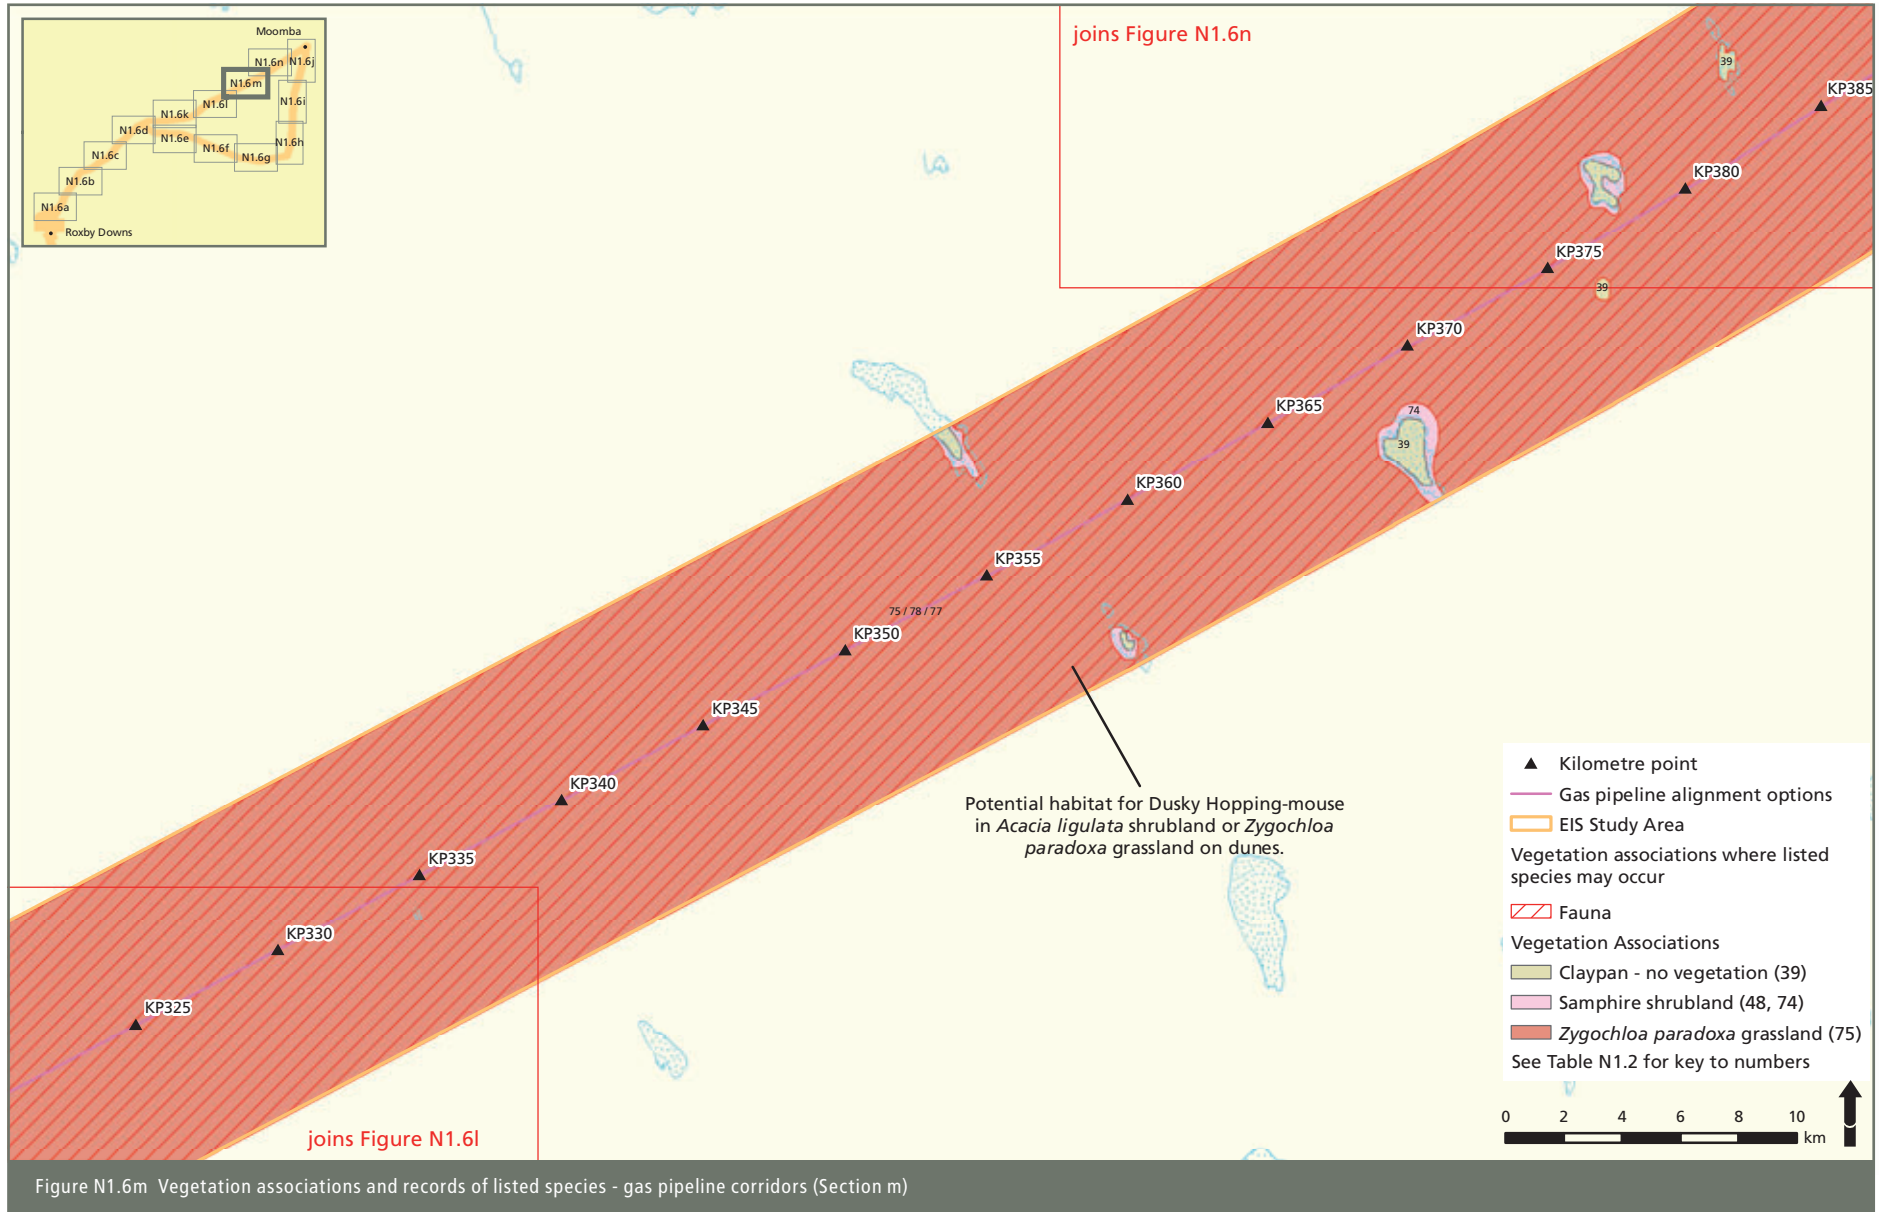 Moomba
N1.6n
N1.6j
N1.6m
N1.6l
N1.6i
N1.6k
N1.6d
N1.6e
N1.6f
N1.6h
N1.6c
N1.6g
N1.6b
N1.6a
Roxby Downs
joins Figure N1.6n
39
KP385
KP380
KP375
39
KP370
KP365
74
39
KP360
KP355
75 / 78 / 77
KP350
KP345
KP340
KP335
KP330
KP325
Potential habitat for Dusky Hopping-mouse
in Acacia ligulata shrubland or Zygochloa
paradoxa grassland on dunes.
joins Figure N1.6l
Kilometre point
Gas pipeline alignment options
EIS Study Area
Vegetation associations where listed
species may occur
Fauna
Vegetation Associations
Claypan - no vegetation (39)
Samphire shrubland (48, 74)
Zygochloa paradoxa grassland (75)
See Table N1.2 for key to numbers
0 2 4 6 8 10
km
Figure N1.6m Vegetation associations and records of listed species - gas pipeline corridors (Section m)